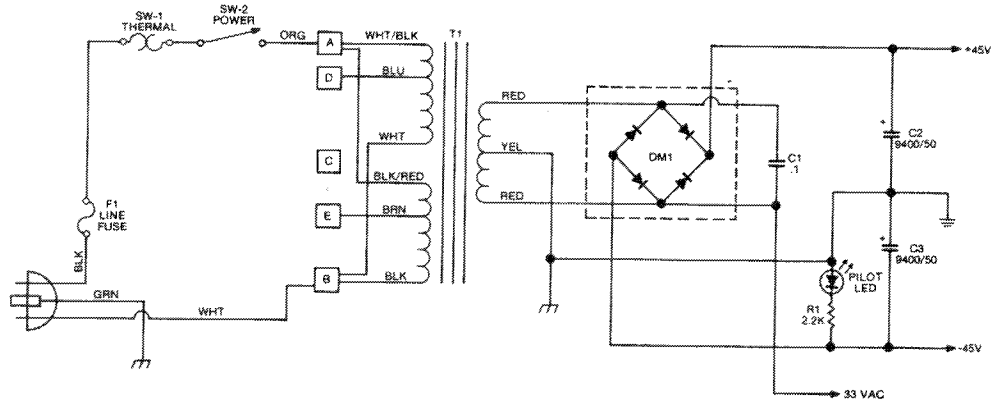 SW-1
THERMAL
SW-2
POWER
ORG
A
WHT/BLK
T1
D
BLU
WHT
C
BLK/RED
E
BRN
B
BLK
F1
LINE
FUSE
BLK
GRN
WHT
RED
YEL
RED
DM1
C1
.1
+45V
+
C2
9400/50
+
C3
9400/50
PILOT
LED
R1
2.2K
-45V
33 VAC